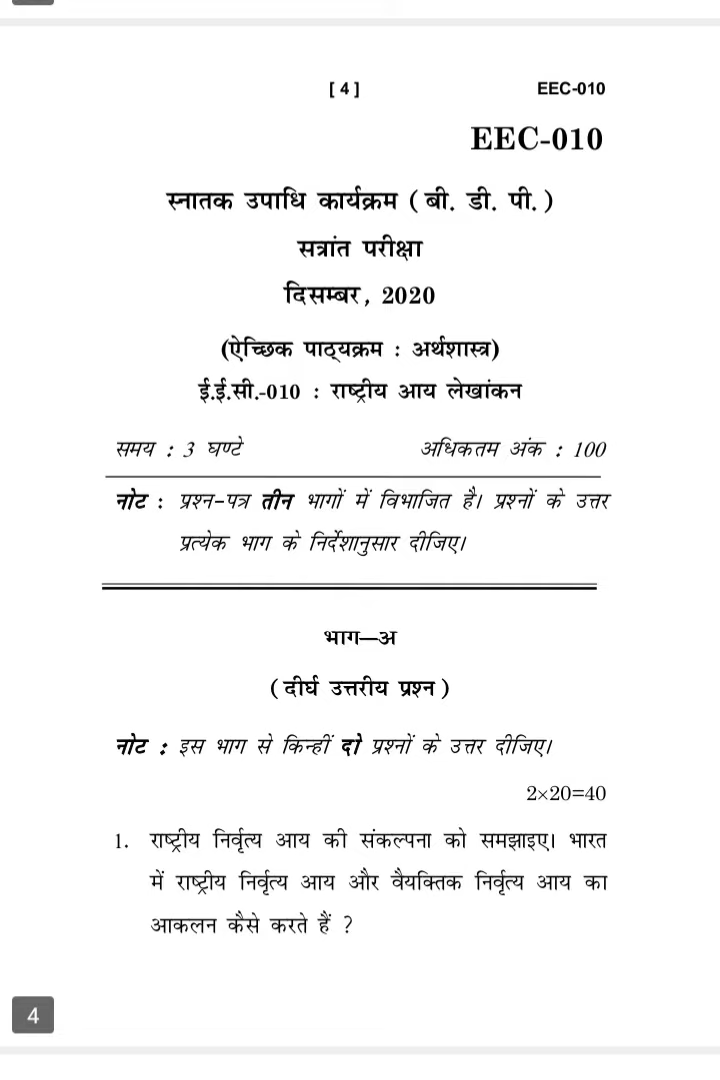 [ 4 ] EEC-010
EEC-010
स्नातक उपाधि कार्यक्रम ( बी. डी. पी. )
सत्रांत परीक्षा
दिसम्बर, 2020
(ऐच्छिक पाठ्यक्रम : अर्थशास्त्र)
ई.ई.सी.-010 : राष्ट्रीय आय लेखांकन
समय : 3 घण्टे अधिकतम अंक : 100
नोट : प्रश्न-पत्र तीन भागों में विभाजित है। प्रश्नों के उत्तर
प्रत्येक भाग के निर्देशानुसार दीजिए।
भाग—अ
( दीर्घ उत्तरीय प्रश्न )
नोट : इस भाग से किन्हीं दो प्रश्नों के उत्तर दीजिए।
2×20=40
1. राष्ट्रीय निर्वृत्य आय की संकल्पना को समझाइए। भारत
में राष्ट्रीय निर्वृत्य आय और वैयक्तिक निर्वृत्य आय का
आकलन कैसे करते हैं ?
4